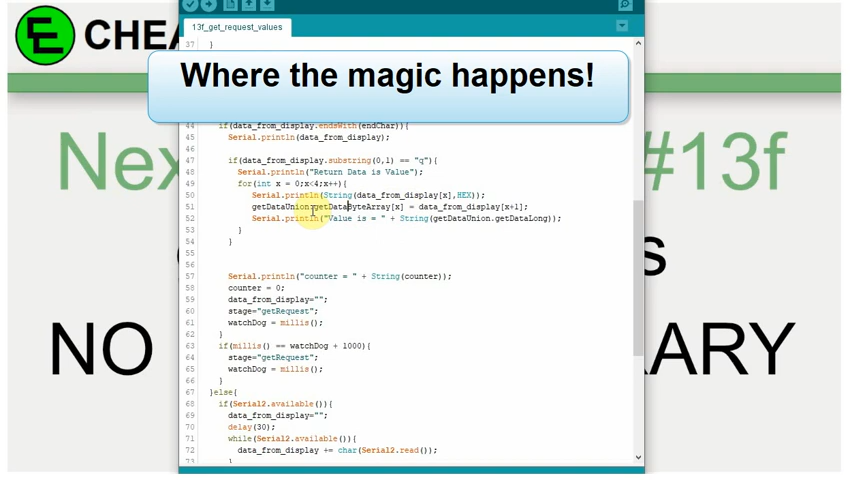 CHEA
13f_get_request_values
37 }
Where the magic happens!
44 if(data_from_display.endsWith(endChar)){
45 Serial.println(data_from_display);
46
47 if(data_from_display.substring(0,1) == "q"){
48 Serial.println("Return Data is Value");
49 for(int x = 0;x<4;x++){
50 Serial.println(String(data_from_display[x],HEX));
51 getDataUnion.getDataByteArray[x] = data_from_display[x+1];
52 Serial.println("Value is = " + String(getDataUnion.getDataLong));
53 }
54 }
55
56
57 Serial.println("counter = " + String(counter));
58 counter = 0;
59 data_from_display="";
60 stage="getRequest";
61 watchDog = millis();
62 }
63 if(millis() == watchDog + 1000){
64 stage="getRequest";
65 watchDog = millis();
66 }
67 }else{
68 if(Serial2.available()){
69 data_from_display="";
70 delay(30);
71 while(Serial2.available()){
72 data_from_display += char(Serial2.read());
73 }
Nex
#13f
s
NO
RARY